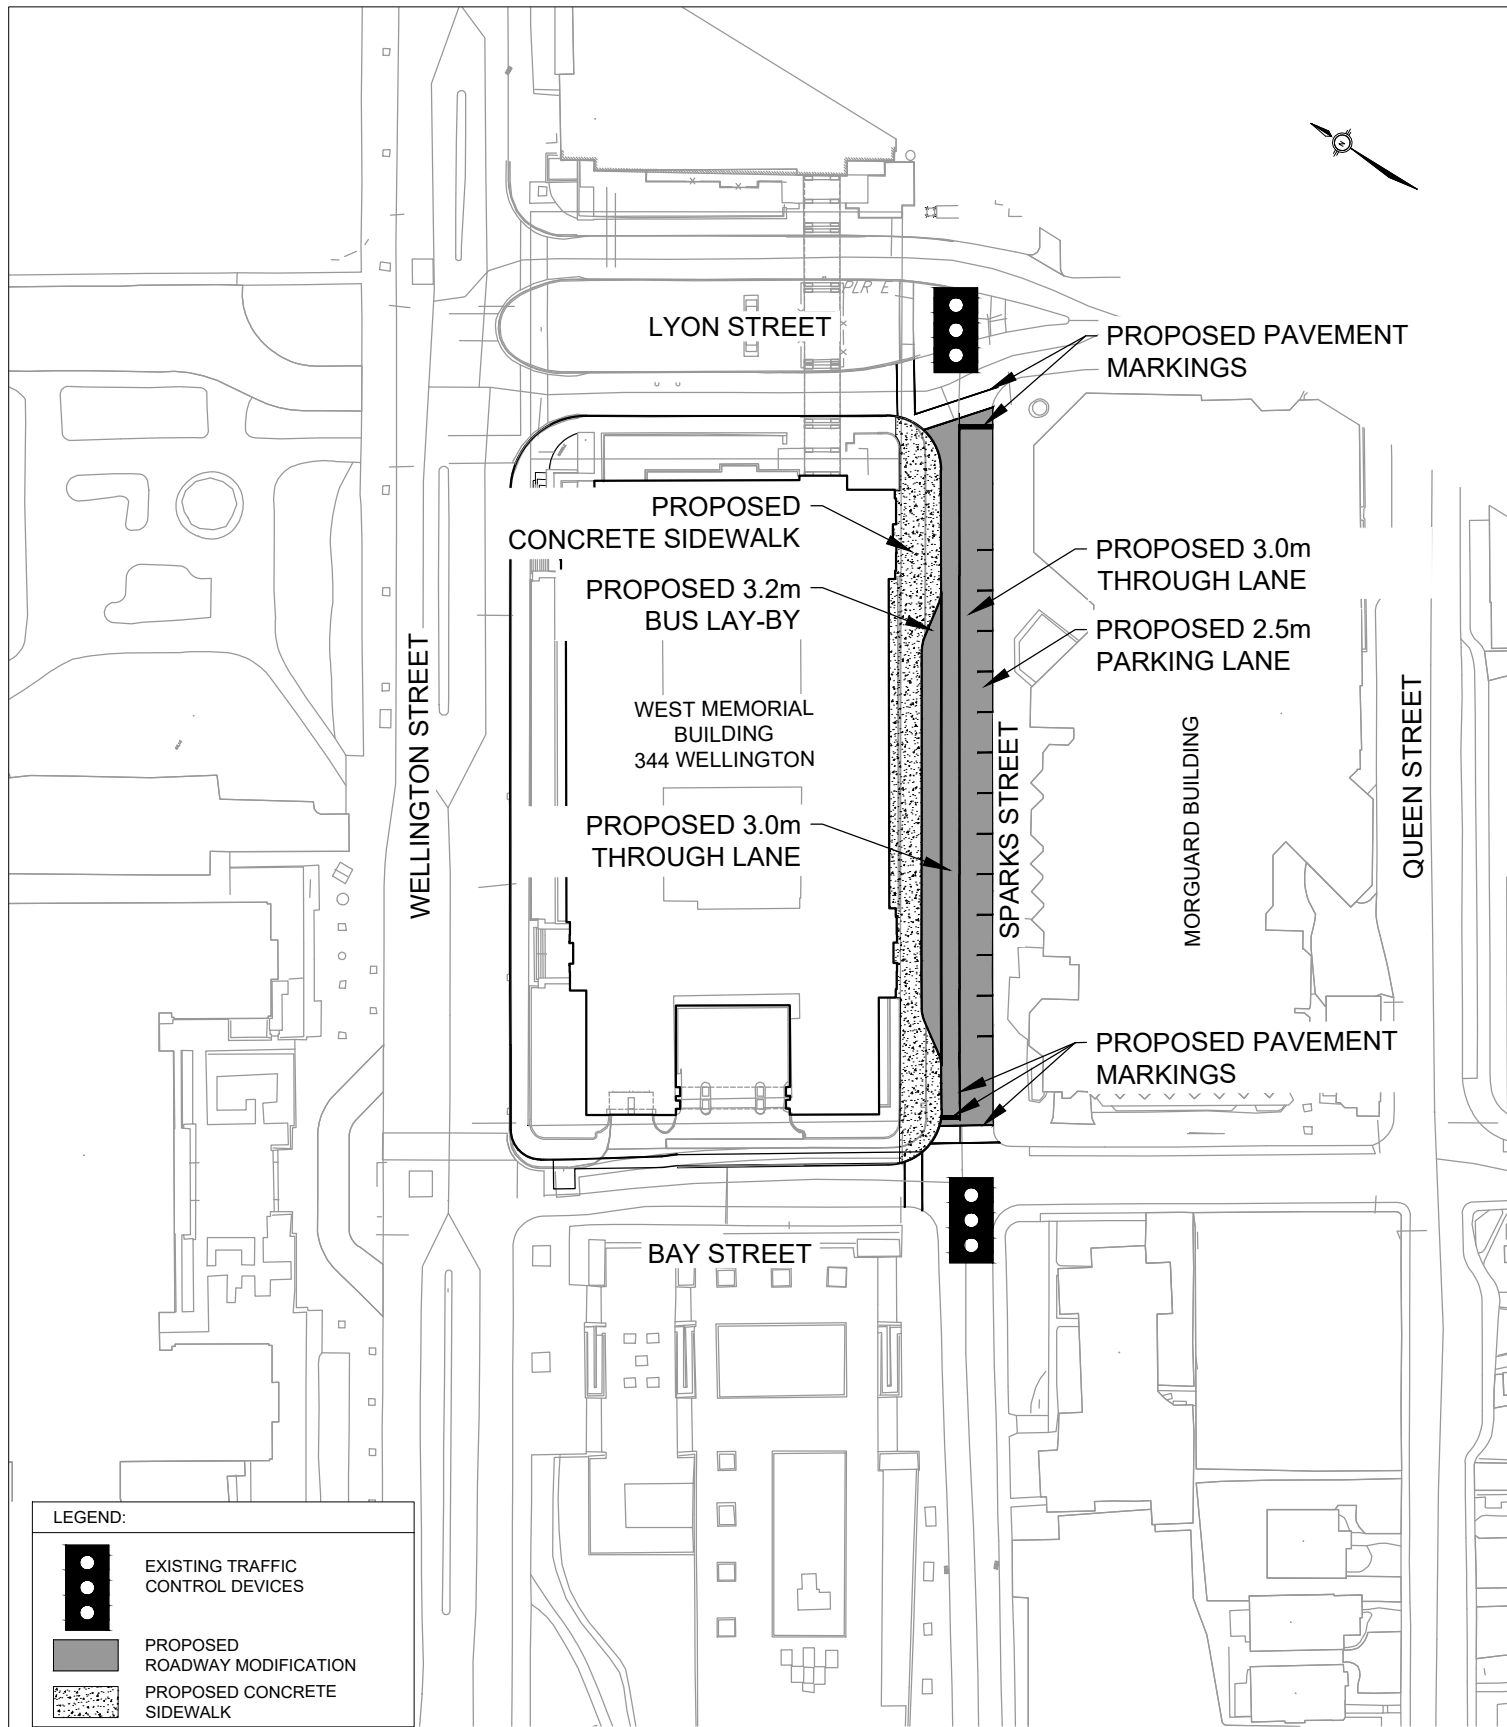 PLR E
LYON STREET
PROPOSED PAVEMENT
MARKINGS
PROPOSED
CONCRETE SIDEWALK
PROPOSED 3.0m
THROUGH LANE
PROPOSED 3.2m
BUS LAY-BY
PROPOSED 2.5m
PARKING LANE
WELLINGTON STREET
WEST MEMORIAL
BUILDING
344 WELLINGTON
SPARKS STREET
MORGUARD BUILDING
QUEEN STREET
PROPOSED 3.0m
THROUGH LANE
PROPOSED PAVEMENT
MARKINGS
BAY STREET
LEGEND:
EXISTING TRAFFIC
CONTROL DEVICES
PROPOSED
ROADWAY MODIFICATION
PROPOSED CONCRETE
SIDEWALK